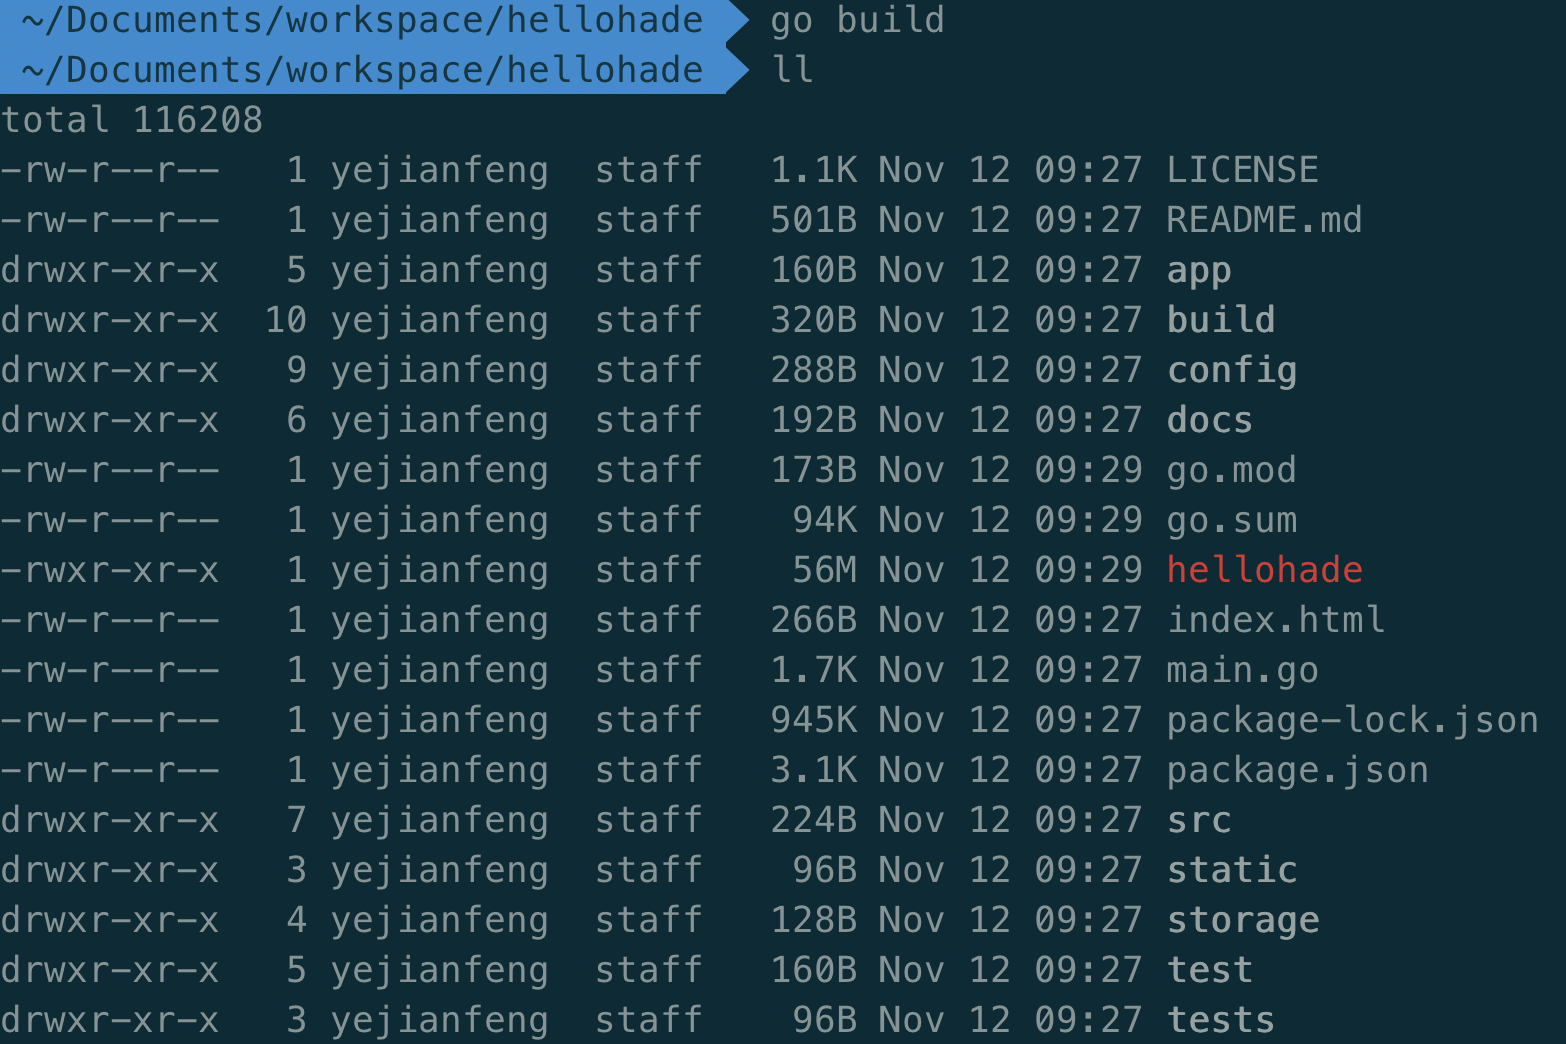 ~/Documents/workspace/hellohade go build
~/Documents/workspace/hellohade ll
total 116208
-rw-r--r--   1 yejianfeng  staff   1.1K Nov 12 09:27 LICENSE
-rw-r--r--   1 yejianfeng  staff   501B Nov 12 09:27 README.md
drwxr-xr-x   5 yejianfeng  staff   160B Nov 12 09:27 app
drwxr-xr-x  10 yejianfeng  staff   320B Nov 12 09:27 build
drwxr-xr-x   9 yejianfeng  staff   288B Nov 12 09:27 config
drwxr-xr-x   6 yejianfeng  staff   192B Nov 12 09:27 docs
-rw-r--r--   1 yejianfeng  staff   173B Nov 12 09:29 go.mod
-rw-r--r--   1 yejianfeng  staff    94K Nov 12 09:29 go.sum
-rwxr-xr-x   1 yejianfeng  staff    56M Nov 12 09:29 hellohade
-rw-r--r--   1 yejianfeng  staff   266B Nov 12 09:27 index.html
-rw-r--r--   1 yejianfeng  staff   1.7K Nov 12 09:27 main.go
-rw-r--r--   1 yejianfeng  staff   945K Nov 12 09:27 package-lock.json
-rw-r--r--   1 yejianfeng  staff   3.1K Nov 12 09:27 package.json
drwxr-xr-x   7 yejianfeng  staff   224B Nov 12 09:27 src
drwxr-xr-x   3 yejianfeng  staff    96B Nov 12 09:27 static
drwxr-xr-x   4 yejianfeng  staff   128B Nov 12 09:27 storage
drwxr-xr-x   5 yejianfeng  staff   160B Nov 12 09:27 test
drwxr-xr-x   3 yejianfeng  staff    96B Nov 12 09:27 tests